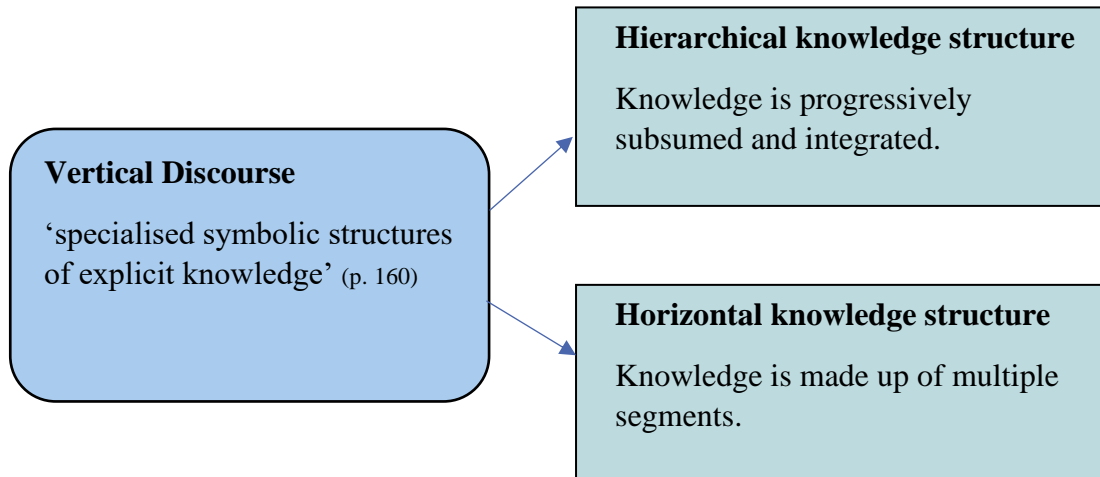 Vertical Discourse
‘specialised symbolic structures
of explicit knowledge’ (p. 160)
Hierarchical knowledge structure
Knowledge is progressively
subsumed and integrated.
Horizontal knowledge structure
Knowledge is made up of multiple
segments.